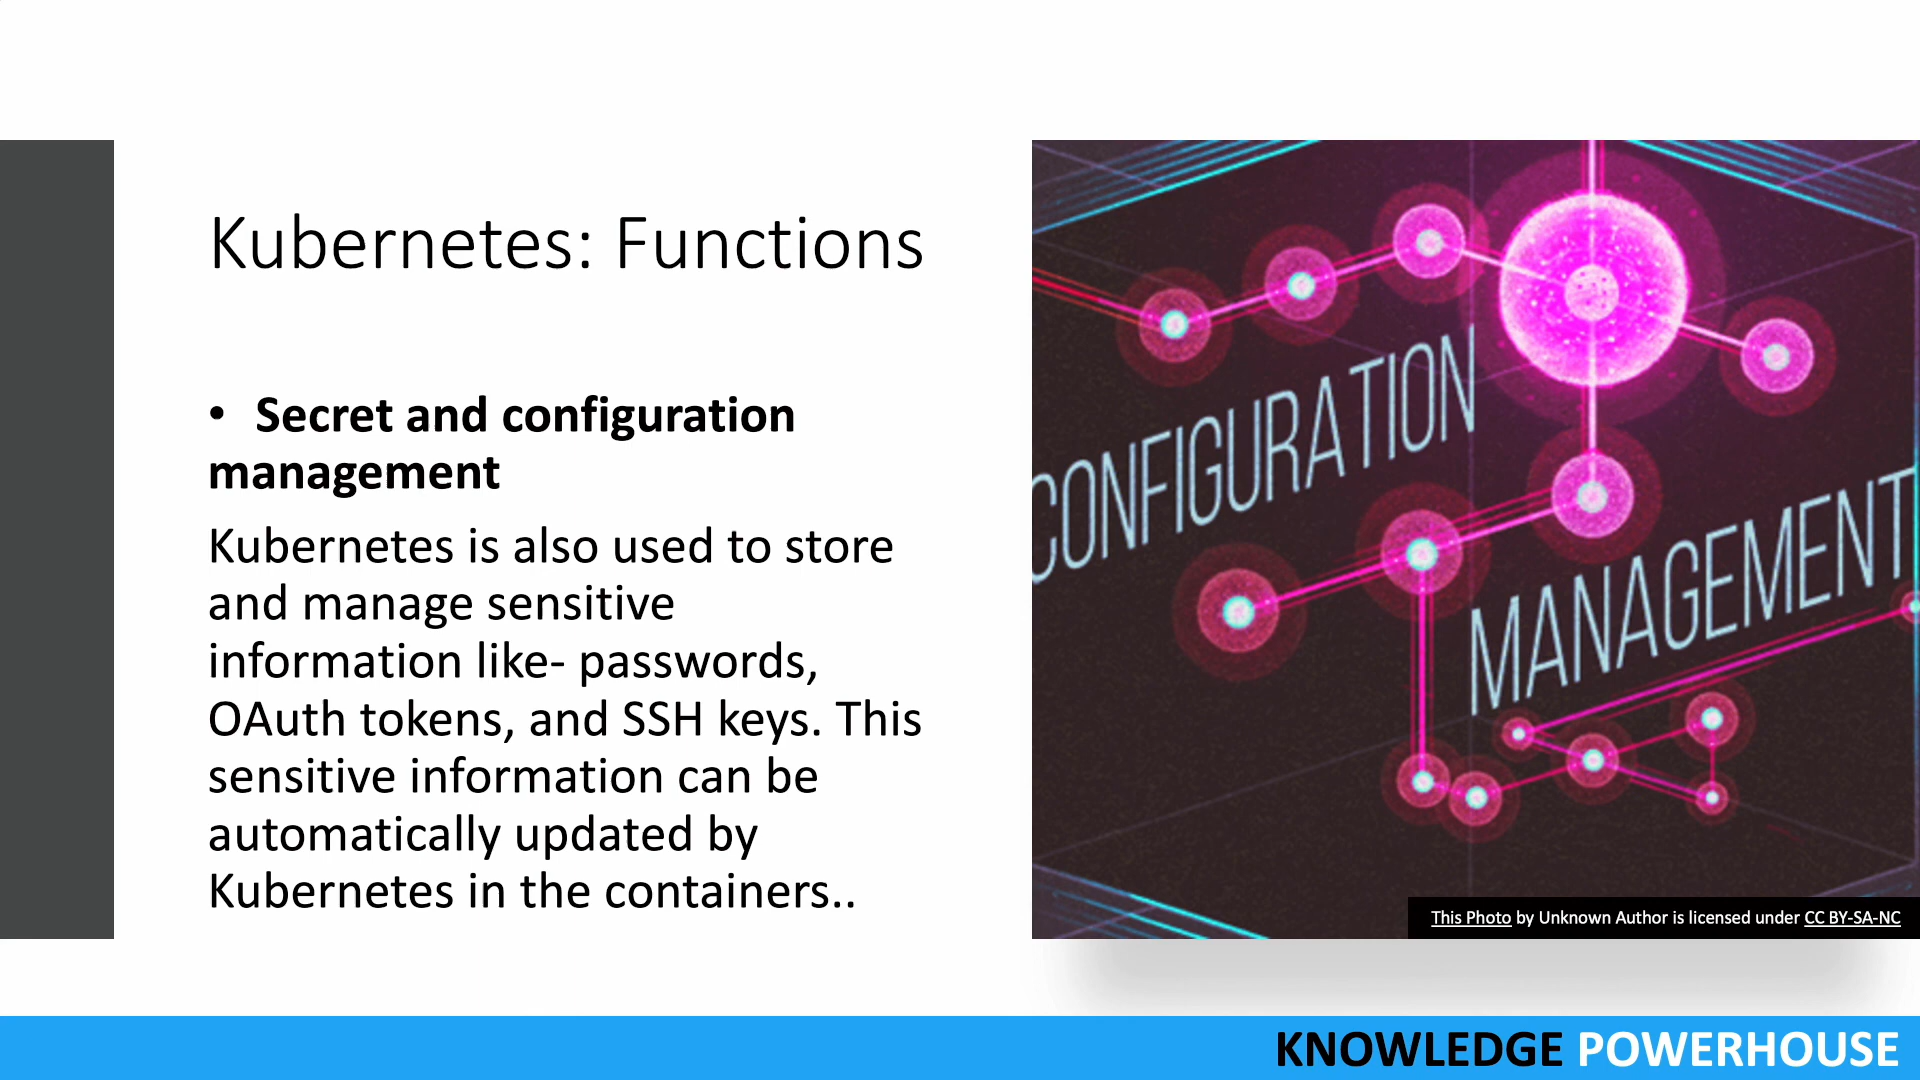 Kubernetes: Functions
• Secret and configuration
management
Kubernetes is also used to store
and manage sensitive
information like- passwords,
OAuth tokens, and SSH keys. This
sensitive information can be
automatically updated by
Kubernetes in the containers..
CONFIGURATION
MANAGEMENT
This Photo by Unknown Author is licensed under CC BY-SA-NC
KNOWLEDGE POWERHOUSE